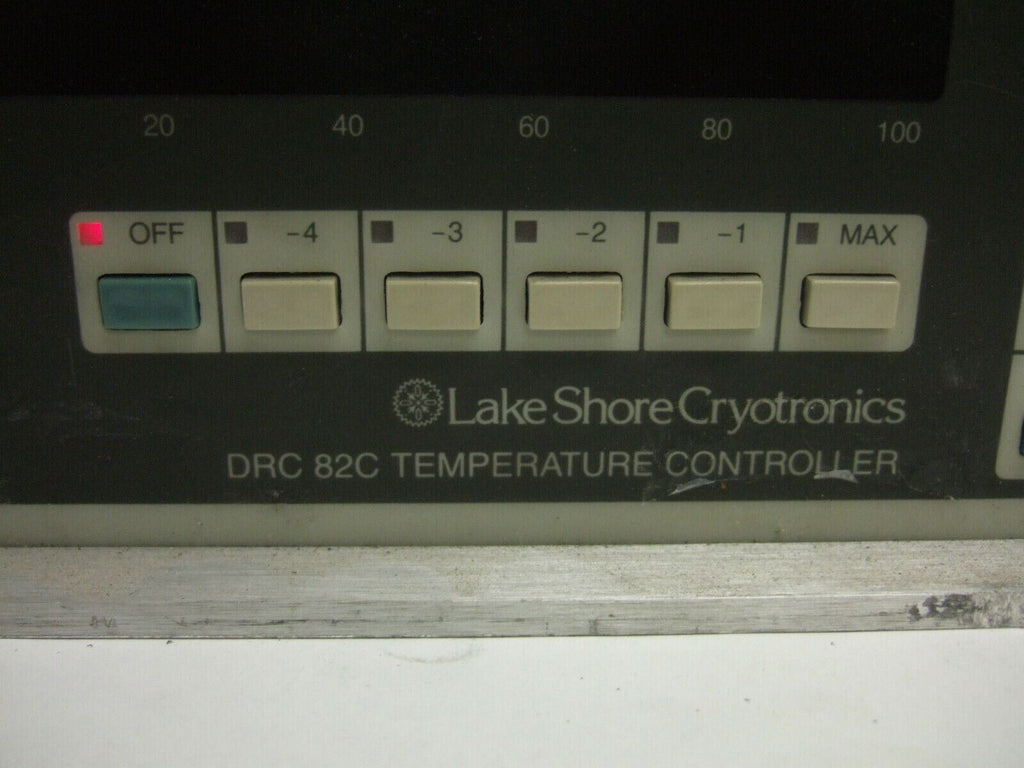 20 40 60 80 100
OFF -4 -3 -2 -1 MAX
Lake Shore Cryotronics
DRC 82C TEMPERATURE CONTROLLER